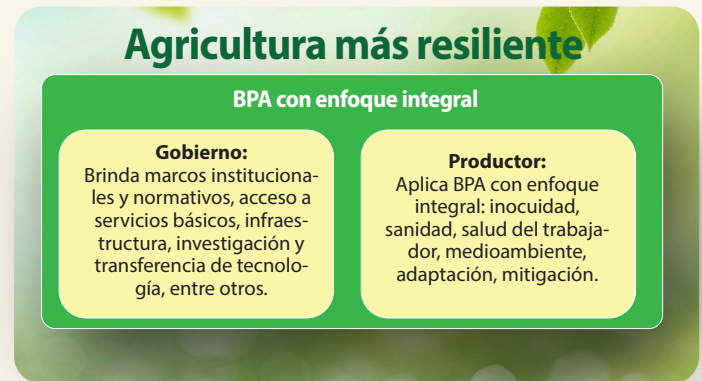 Agricultura más resiliente
BPA con enfoque integral
Gobierno:
Brinda marcos instituciona-
les y normativos, acceso a
servicios básicos, infraes-
tructura, investigación y
transferencia de tecnolo-
gía, entre otros.
Productor:
Aplica BPA con enfoque
integral: inocuidad,
sanidad, salud del trabaja-
dor, medioambiente,
adaptación, mitigación.